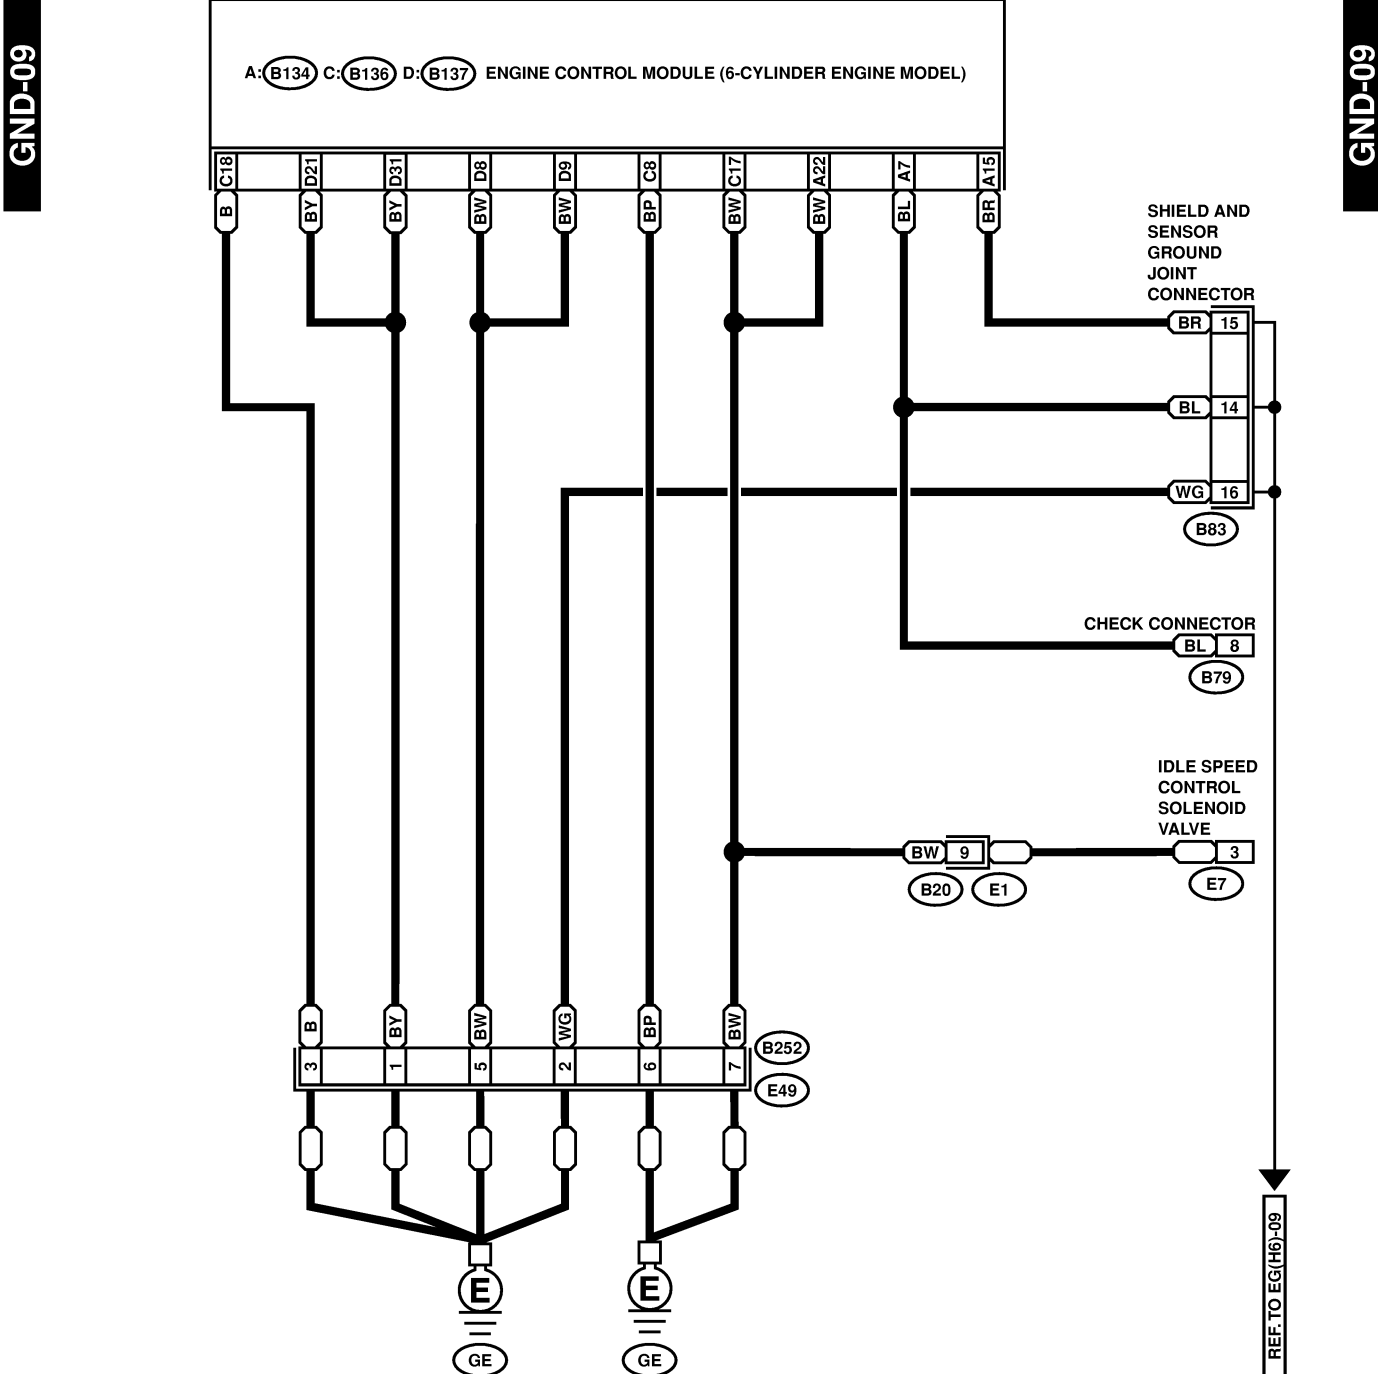 GND-09
GND-09
A: B134 C: B136 D: B137 ENGINE CONTROL MODULE (6-CYLINDER ENGINE MODEL)
C18 D21 D31 D8 D9 C8 C17 A22 A7 A15
B BY BY BW BW BP BW BW BL BR
SHIELD AND
SENSOR
GROUND
JOINT
CONNECTOR
BR 15
BL 14
WG 16
B83
CHECK CONNECTOR
BL 8
B79
IDLE SPEED
CONTROL
SOLENOID
VALVE
BW 9 3
B20 E1 E7
B BY BW WG BP BW
B252
3 1 5 2 6 7
E49
E E
GE GE
REF. TO EG(H6)-09